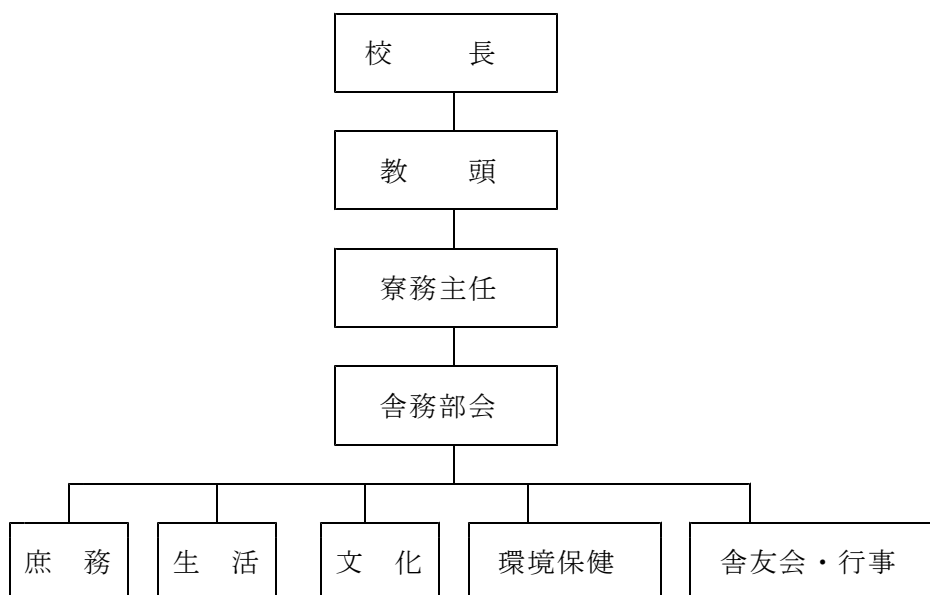 校　　長
教　　頭
寮務主任
舎務部会
庶　務
生　活
文　化
環境保健
舎友会・行事